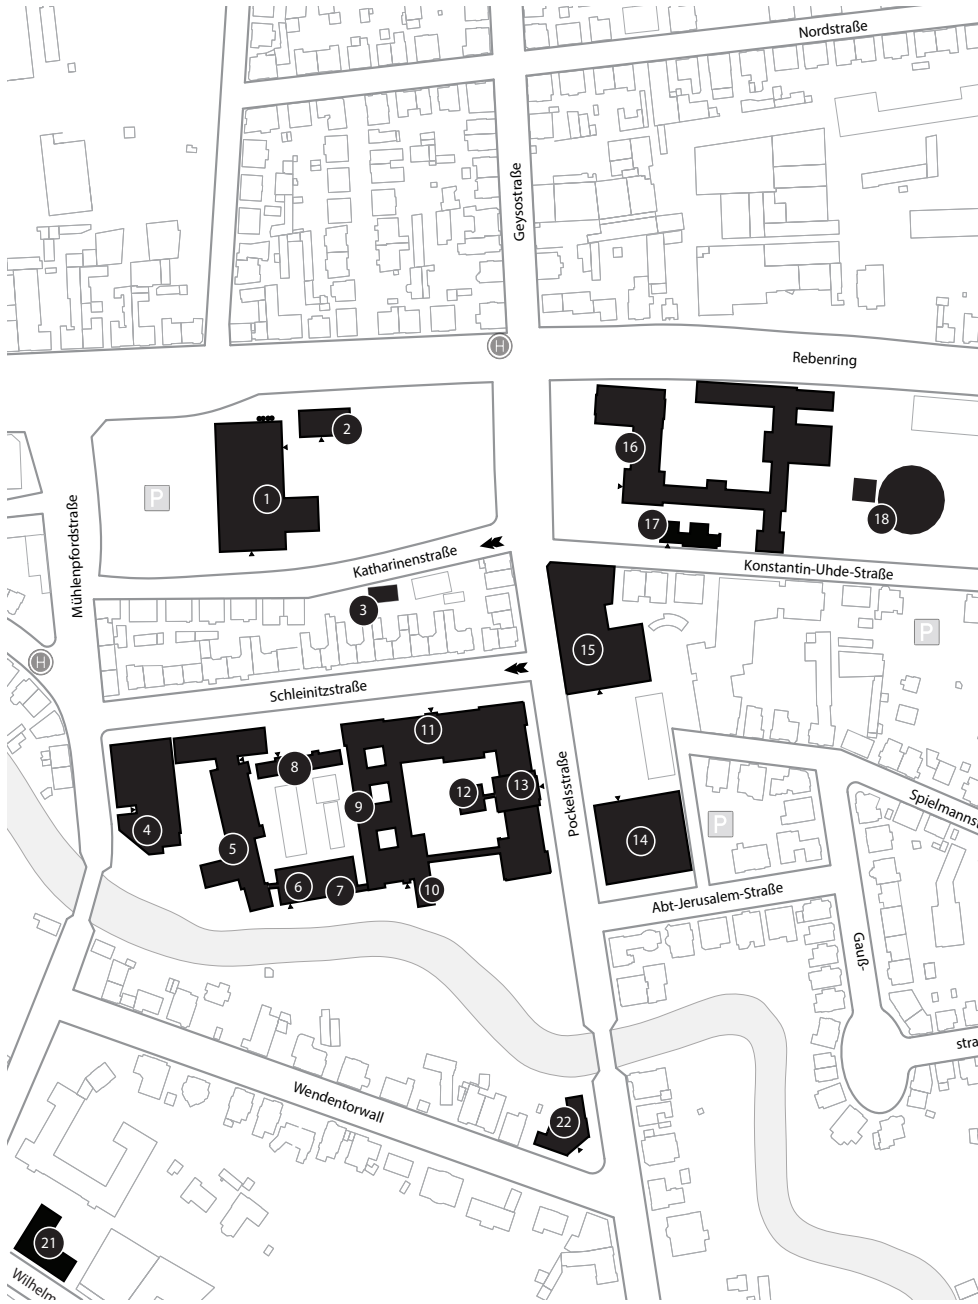 Nordstraße
Geysostraße
H
Rebenring
2
16
P
1
18
17
Mühlenpfordstraße
Katharinenstraße
Konstantin-Uhde-Straße
3
P
15
H
Schleinitzstraße
11
8
13
12
9
Pockelsstraße
Spielmannst
4
P
14
5
6
7
10
Abt-Jerusalem-Straße
Gauß-
stra
Wendentorwall
22
21
Wilhelm